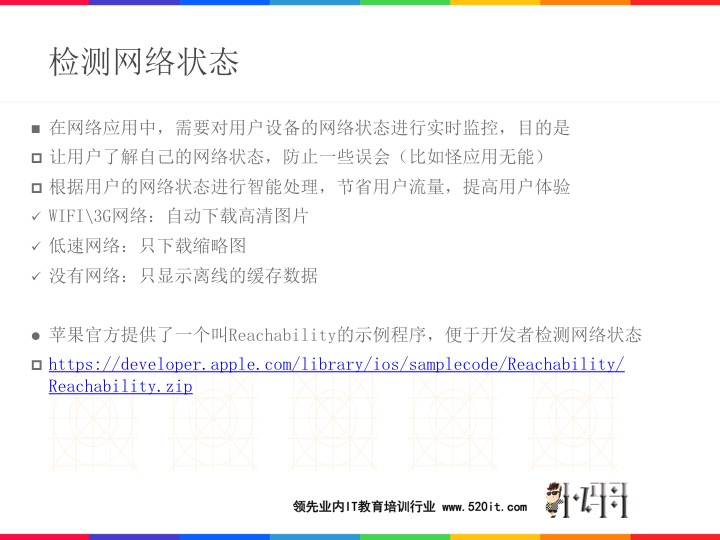 检测网络状态
在网络应用中，需要对用户设备的网络状态进行实时监控，目的是
让用户了解自己的网络状态，防止一些误会（比如怪应用无能）
根据用户的网络状态进行智能处理，节省用户流量，提高用户体验
WIFI\3G网络：自动下载高清图片
低速网络：只下载缩略图
没有网络：只显示离线的缓存数据
苹果官方提供了一个叫Reachability的示例程序，便于开发者检测网络状态
https://developer.apple.com/library/ios/samplecode/Reachability/
Reachability.zip
领先业内IT教育培训行业 www.520it.com
小码哥